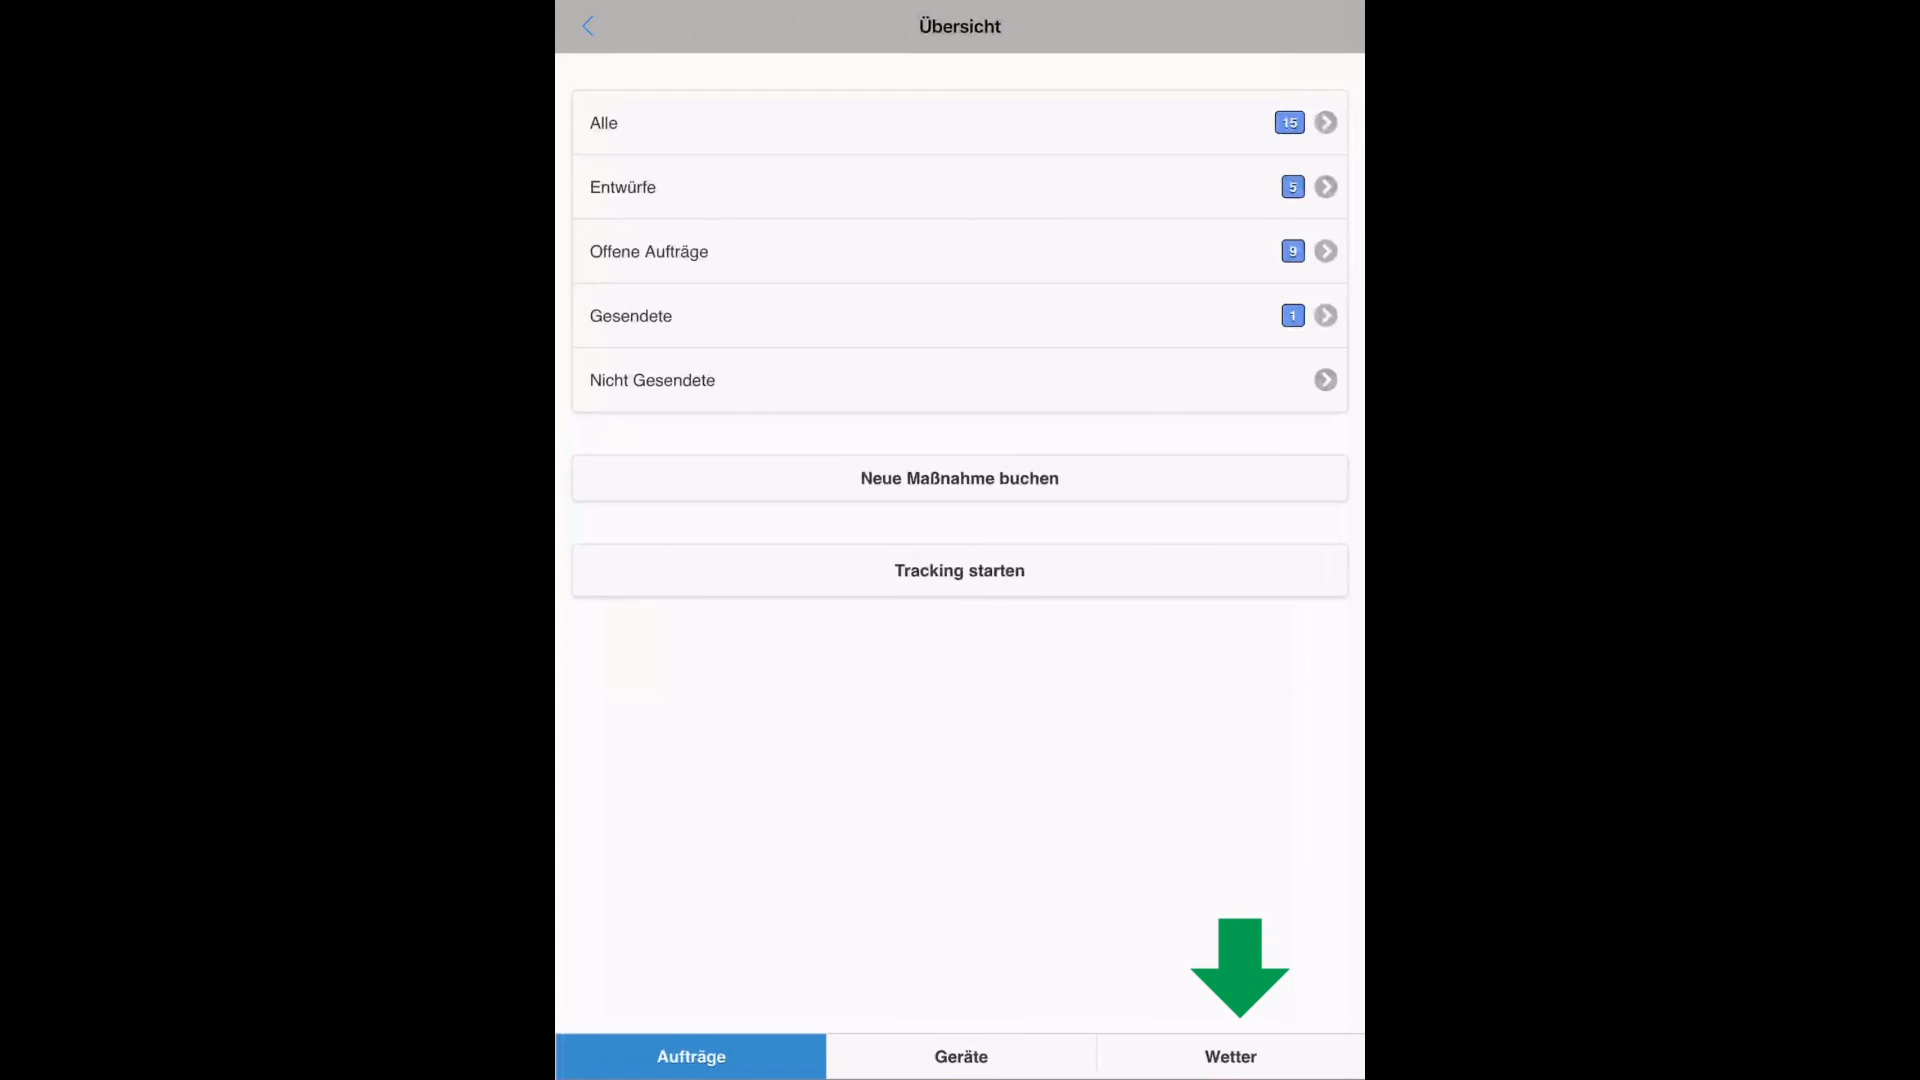 Übersicht
Alle 15
Entwürfe 5
Offene Aufträge 9
Gesendete 1
Nicht Gesendete
Neue Maßnahme buchen
Tracking starten
Aufträge Geräte Wetter